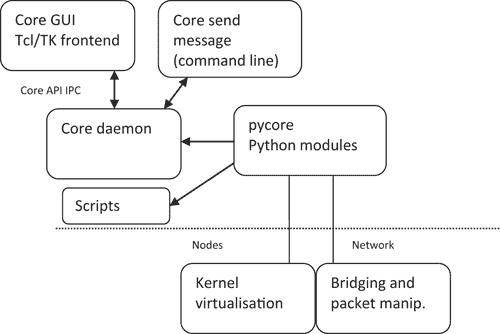 Core GUI
Tcl/TK frontend
Core send
message
(command line)
Core API IPC
Core daemon
pycore
Python modules
Scripts
Nodes
Network
Kernel
virtualisation
Bridging and
packet manip.